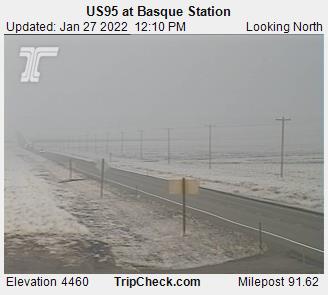 US95 at Basque Station
Updated: Jan 27 2022 12:10 PM Looking North
Elevation 4460 TripCheck.com Milepost 91.62